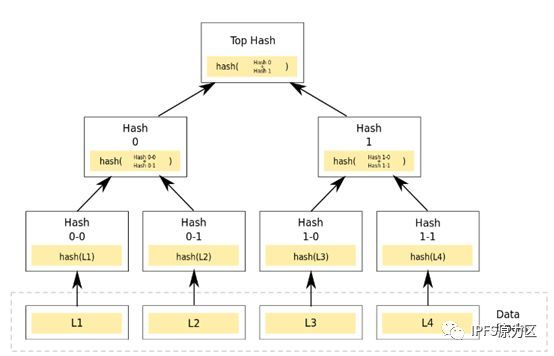 Top Hash
hash( Hash 0 + Hash 1 )
Hash 0
Hash 1
hash( Hash 0-0 + Hash 0-1 )
hash( Hash 1-0 + Hash 1-1 )
Hash 0-0
Hash 0-1
Hash 1-0
Hash 1-1
hash(L1)
hash(L2)
hash(L3)
hash(L4)
L1
L2
L3
L4
Data
IPFS原力区